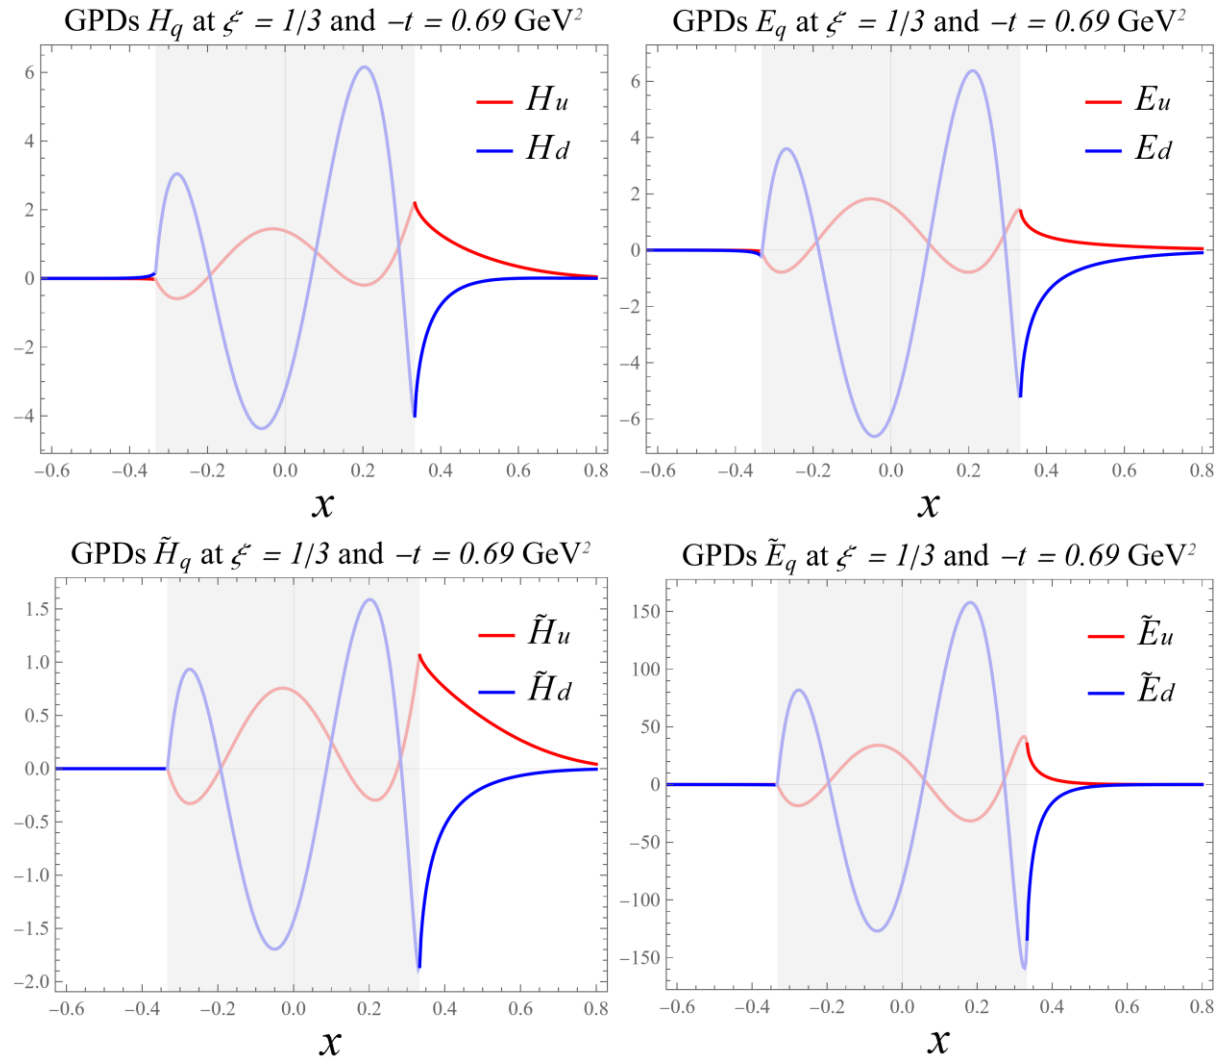 GPDs H_q at ξ = 1/3 and −t = 0.69 GeV²
6
4
2
0
−2
−4
−0.6 −0.4 −0.2 0.0 0.2 0.4 0.6 0.8
x
Hu
Hd
GPDs E_q at ξ = 1/3 and −t = 0.69 GeV²
6
4
2
0
−2
−4
−6
−0.6 −0.4 −0.2 0.0 0.2 0.4 0.6 0.8
x
Eu
Ed
GPDs H̃_q at ξ = 1/3 and −t = 0.69 GeV²
1.5
1.0
0.5
0.0
−0.5
−1.0
−1.5
−2.0
−0.6 −0.4 −0.2 0.0 0.2 0.4 0.6 0.8
x
H̃u
H̃d
GPDs Ẽ_q at ξ = 1/3 and −t = 0.69 GeV²
150
100
50
0
−50
−100
−150
−0.6 −0.4 −0.2 0.0 0.2 0.4 0.6 0.8
x
Ẽu
Ẽd